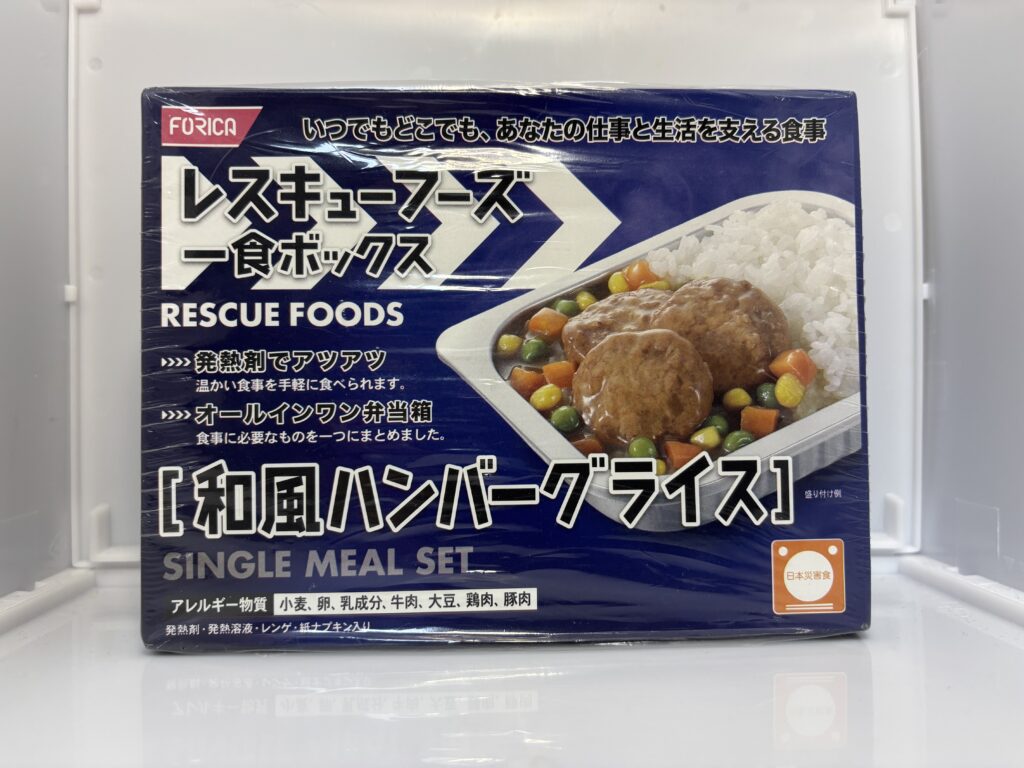 FORICA
いつでもどこでも、あなたの仕事と生活を支える食事
レスキューフーズ
一食ボックス
RESCUE FOODS
発熱剤でアツアツ
温かい食事を手軽に食べられます。
オールインワン弁当箱
食事に必要なものを一つにまとめました。
[和風ハンバーグライス]
盛り付け例
SINGLE MEAL SET
日本災害食
アレルギー物質 小麦、卵、乳成分、牛肉、大豆、鶏肉、豚肉
発熱剤・発熱溶液・レンゲ・紙ナプキン入り